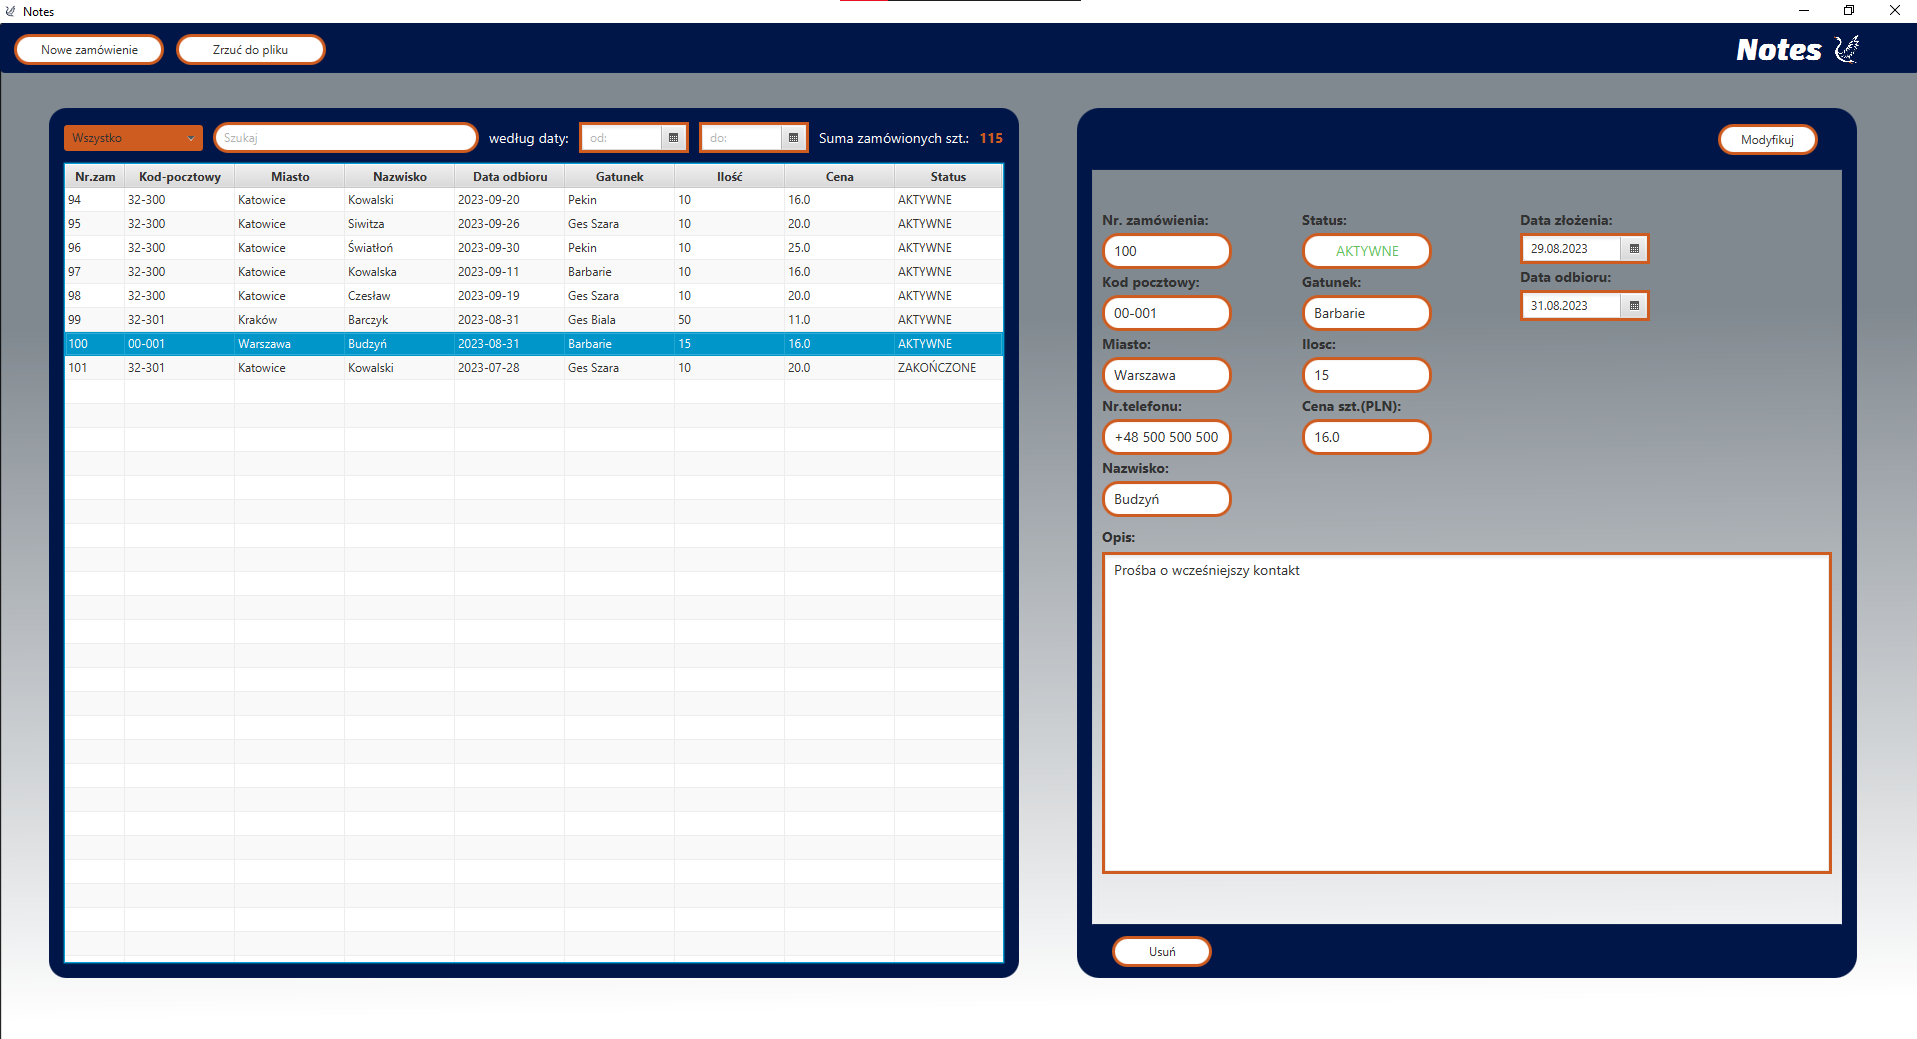 Notes
Nowe zamówienie Zrzuć do pliku Notes
Wszystko Szukaj według daty: od: do: Suma zamówionych szt.: 115
Nr.zam Kod-pocztowy Miasto Nazwisko Data odbioru Gatunek Ilość Cena Status
94 32-300 Katowice Kowalski 2023-09-20 Pekin 10 16.0 AKTYWNE
95 32-300 Katowice Siwitza 2023-09-26 Ges Szara 10 20.0 AKTYWNE
96 32-300 Katowice Światłoń 2023-09-30 Pekin 10 25.0 AKTYWNE
97 32-300 Katowice Kowalska 2023-09-11 Barbarie 10 16.0 AKTYWNE
98 32-300 Katowice Czesław 2023-09-19 Ges Szara 10 20.0 AKTYWNE
99 32-301 Kraków Barczyk 2023-08-31 Ges Biala 50 11.0 AKTYWNE
100 00-001 Warszawa Budzyń 2023-08-31 Barbarie 15 16.0 AKTYWNE
101 32-301 Katowice Kowalski 2023-07-28 Ges Szara 10 20.0 ZAKOŃCZONE
Modyfikuj
Nr. zamówienia: Status: Data złożenia:
100 AKTYWNE 29.08.2023
Kod pocztowy: Gatunek: Data odbioru:
00-001 Barbarie 31.08.2023
Miasto: Ilosc:
Warszawa 15
Nr.telefonu: Cena szt.(PLN):
+48 500 500 500 16.0
Nazwisko:
Budzyń
Opis:
Prośba o wcześniejszy kontakt
Usuń